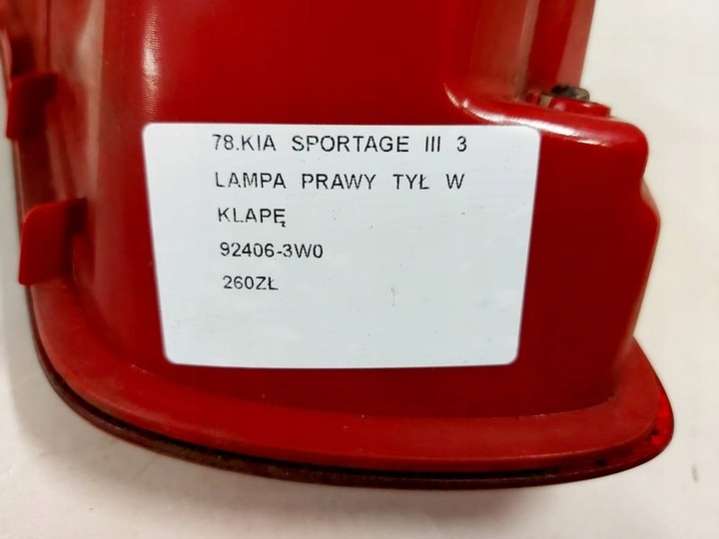 78.KIA SPORTAGE III 3
LAMPA PRAWY TYŁ W
KLAPĘ
92406-3W0
260ZŁ